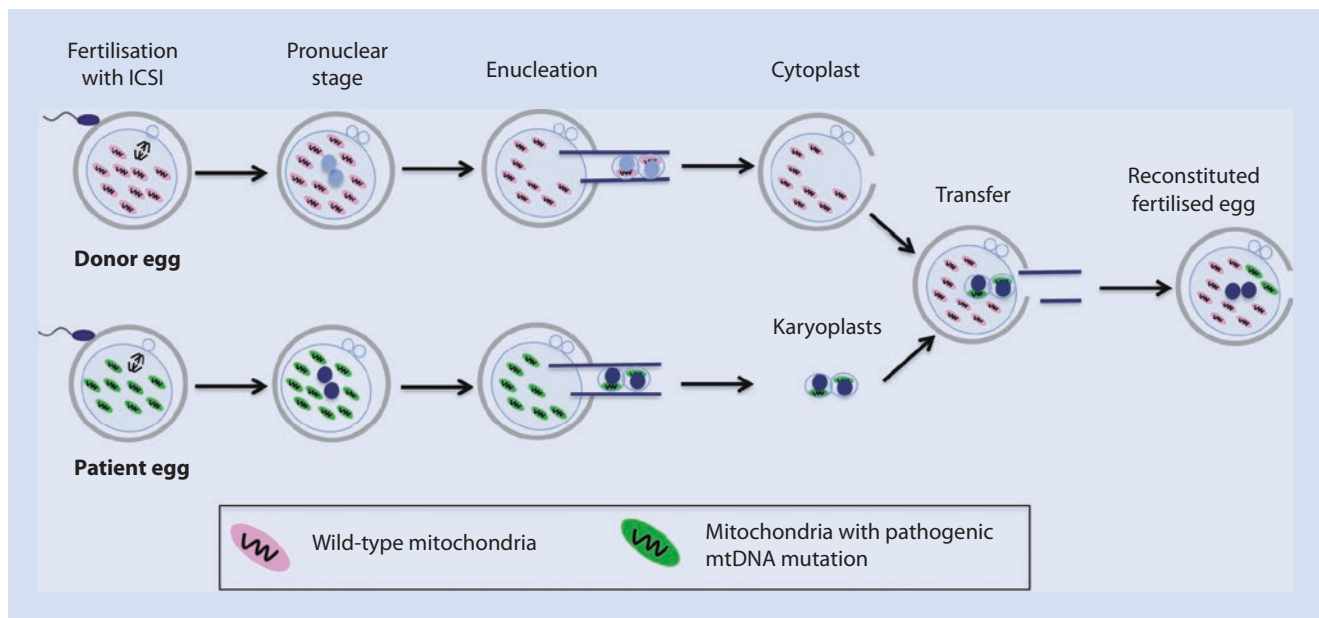 Fertilisation
with ICSI
Pronuclear
stage
Enucleation
Cytoplast
Donor egg
Transfer
Reconstituted
fertilised egg
Karyoplasts
Patient egg
Wild-type mitochondria
Mitochondria with pathogenic
mtDNA mutation